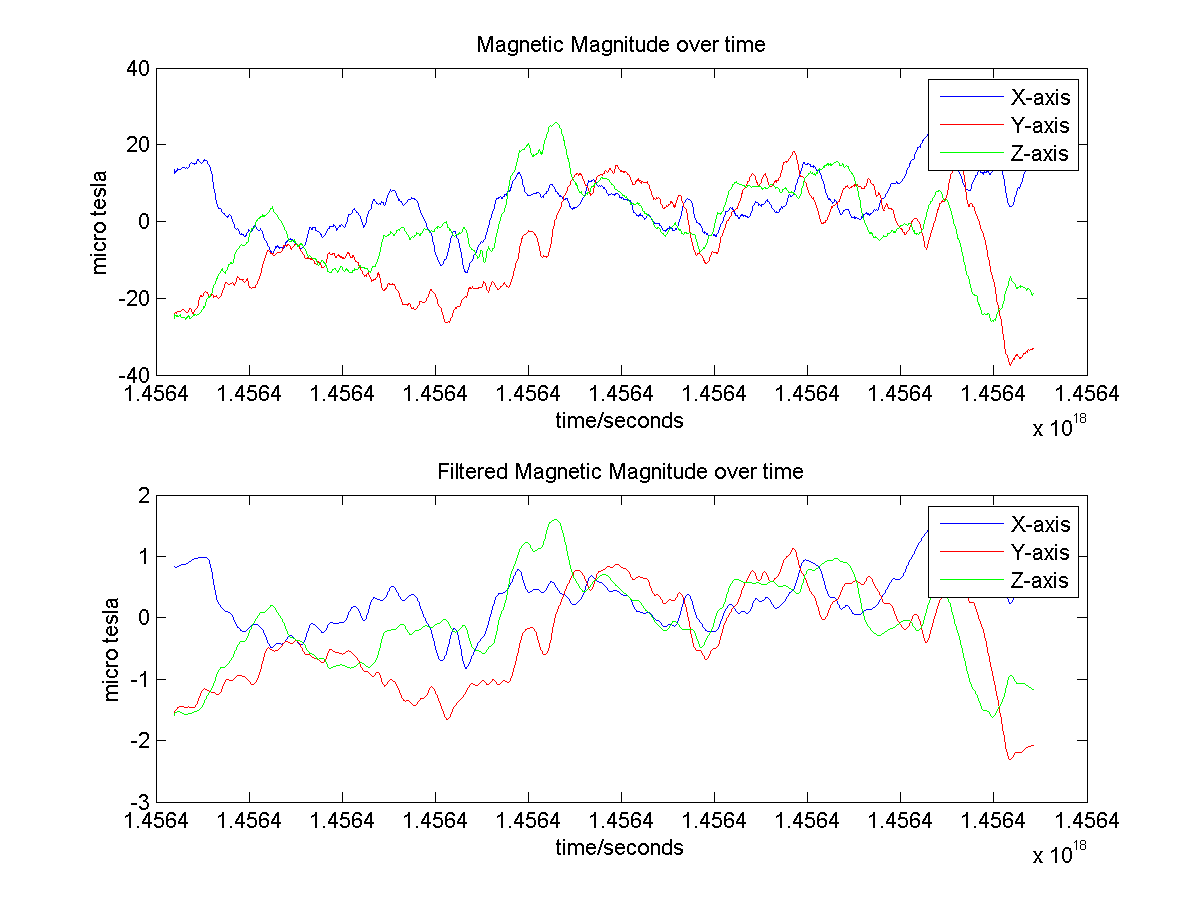 Magnetic Magnitude over time
40
20
0
-20
-40
micro tesla
X-axis
Y-axis
Z-axis
1.4564 1.4564 1.4564 1.4564 1.4564 1.4564 1.4564 1.4564 1.4564 1.4564 1.4564
time/seconds
x 10^18
Filtered Magnetic Magnitude over time
2
1
0
-1
-2
-3
micro tesla
X-axis
Y-axis
Z-axis
1.4564 1.4564 1.4564 1.4564 1.4564 1.4564 1.4564 1.4564 1.4564 1.4564 1.4564
time/seconds
x 10^18